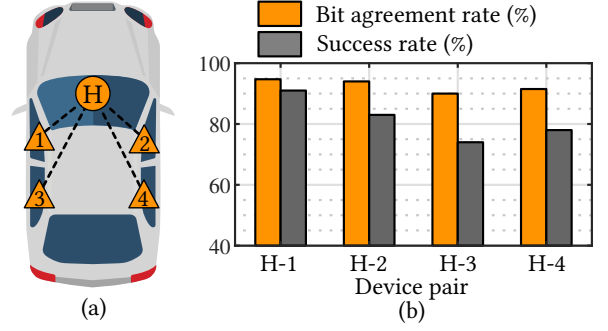 H
1
2
3
4
(a)
Bit agreement rate (%)
Success rate (%)
100
80
60
40
H-1 H-2 H-3 H-4
Device pair
(b)